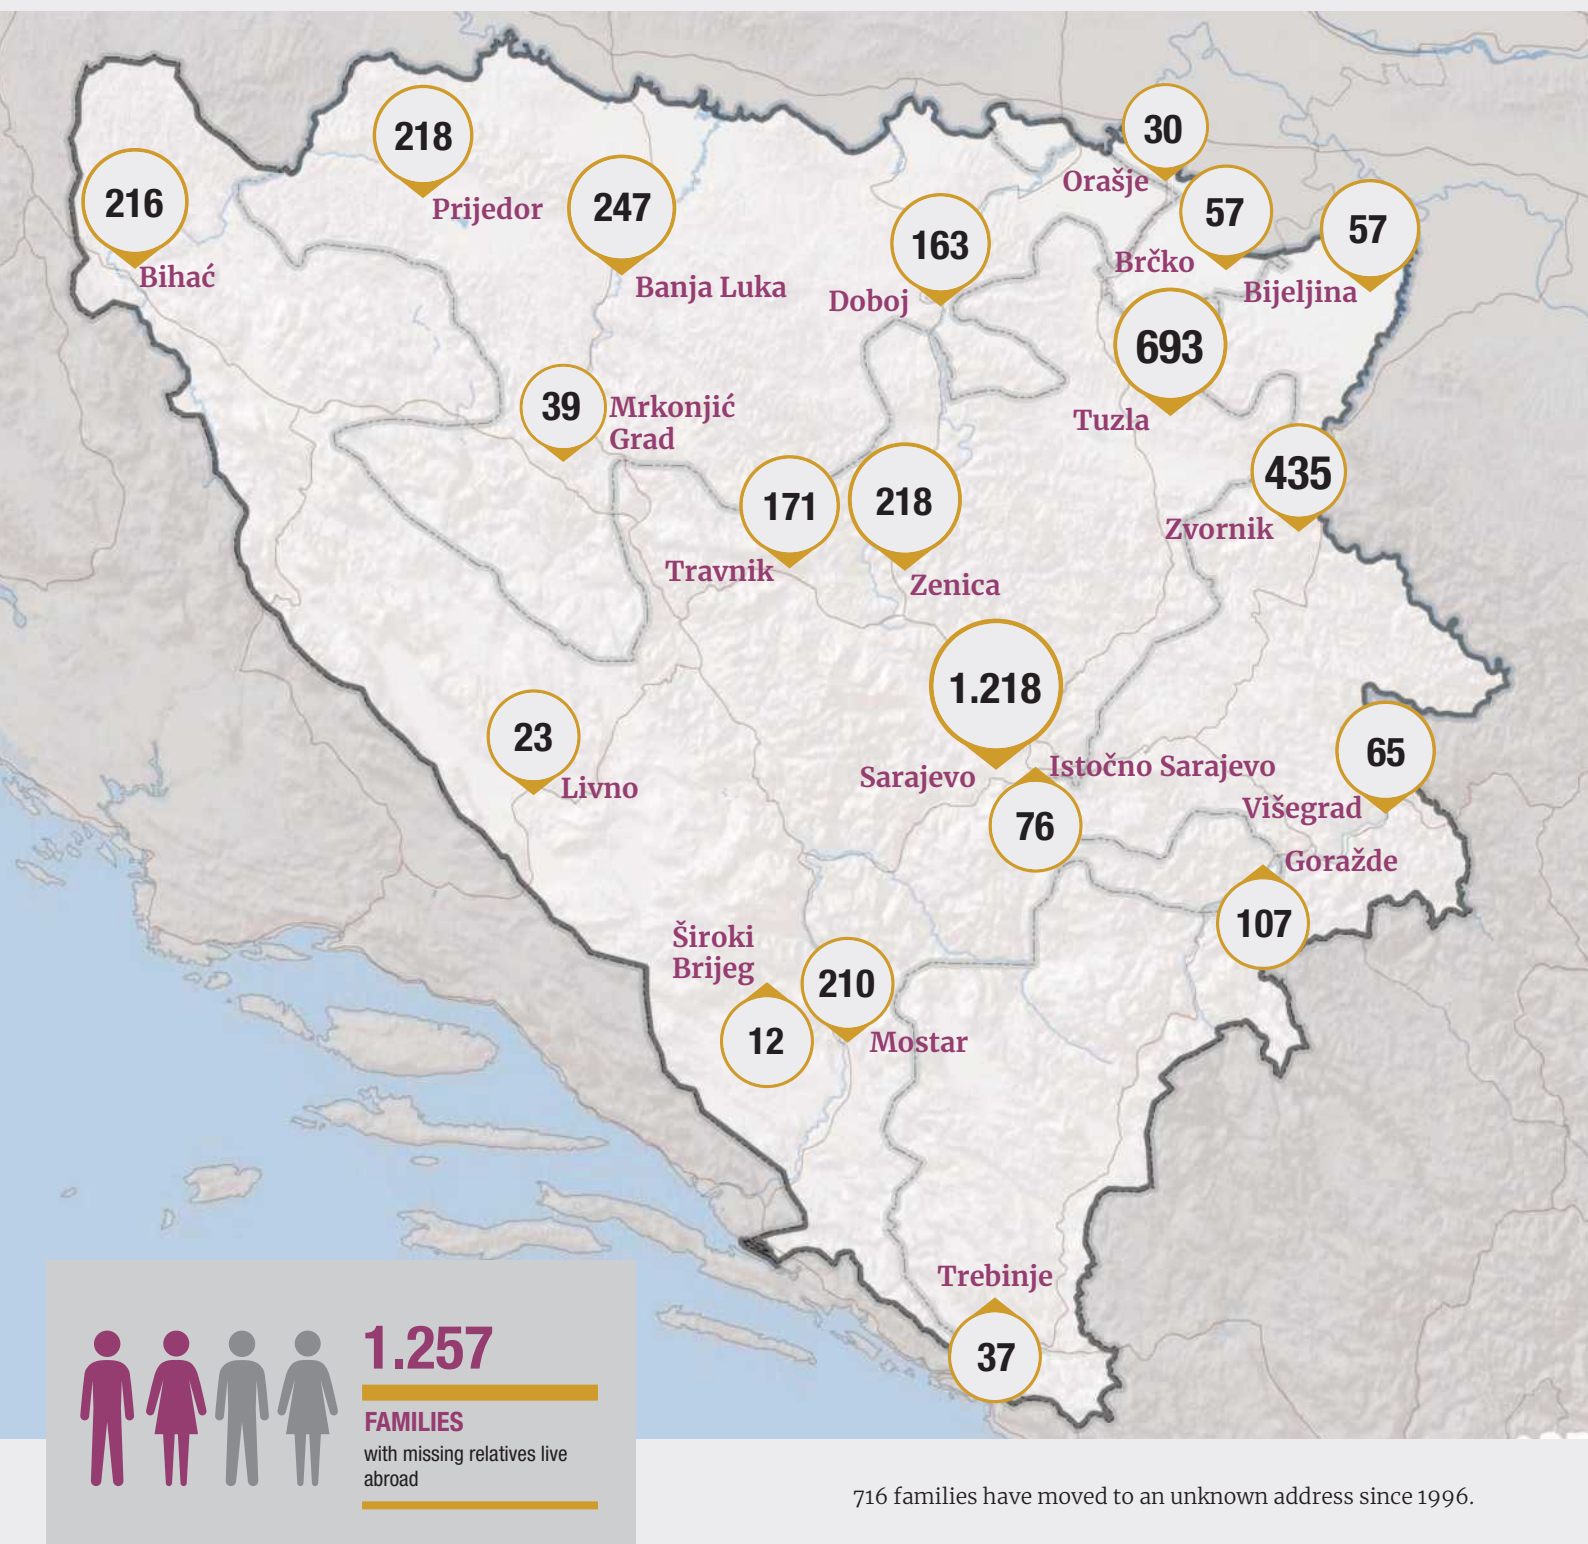 30
218
Orašje
216
247
57
57
Prijedor
163
Brčko
Bihać
Banja Luka
Doboj
Bijeljina
693
39
Mrkonjić
Grad
Tuzla
435
171
218
Zvornik
Travnik
Zenica
1.218
23
65
Livno
Sarajevo
Istočno Sarajevo
76
Višegrad
Goražde
107
Široki
Brijeg
210
12
Mostar
Trebinje
37
1.257
FAMILIES
with missing relatives live
abroad
716 families have moved to an unknown address since 1996.